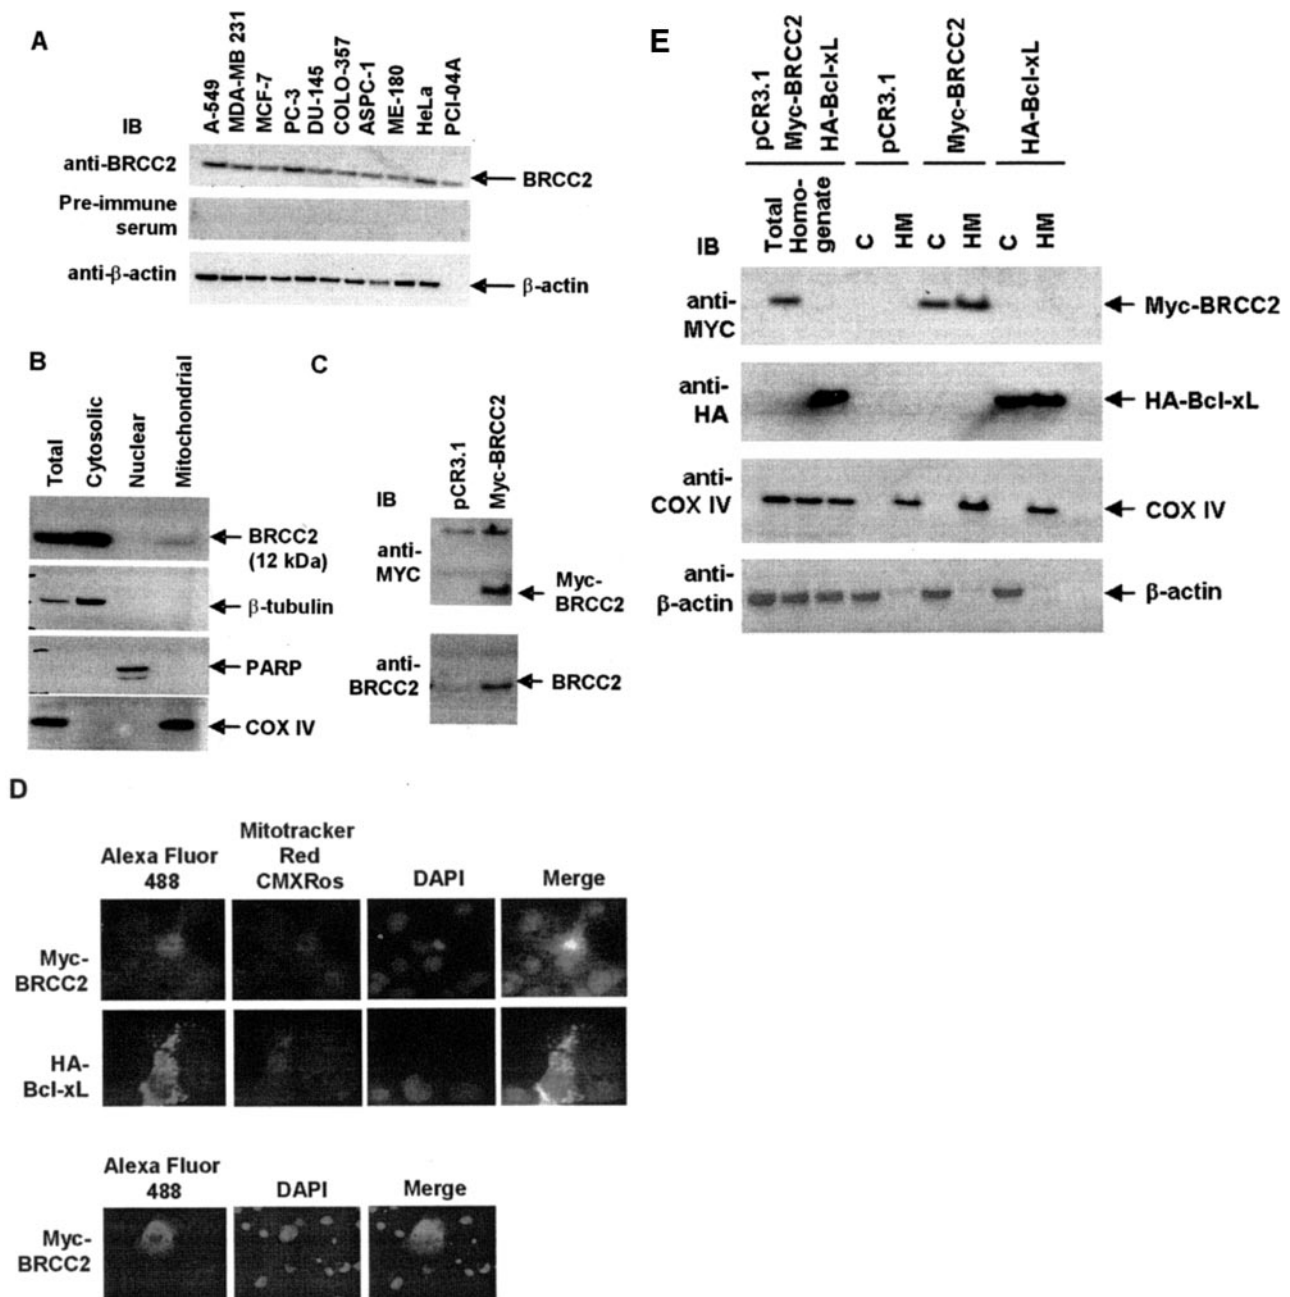 A
A-549
MDA-MB 231
MCF-7
PC-3
DU-145
COLO-357
ASPC-1
ME-180
HeLa
PCI-04A
IB
anti-BRCC2
BRCC2
Pre-immune
serum
anti-β-actin
β-actin
B
Total
Cytosolic
Nuclear
Mitochondrial
BRCC2
(12 kDa)
β-tubulin
PARP
COX IV
C
pCR3.1
Myc-BRCC2
IB
anti-
MYC
Myc-
BRCC2
anti-
BRCC2
BRCC2
D
Alexa Fluor
488
Mitotracker
Red
CMXRos
DAPI
Merge
Myc-
BRCC2
HA-
Bcl-xL
Alexa Fluor
488
DAPI
Merge
Myc-
BRCC2
E
pCR3.1
Myc-BRCC2
HA-Bcl-xL
pCR3.1
Myc-BRCC2
HA-Bcl-xL
Total
Homo-
genate
C
HM
C
HM
C
HM
IB
anti-
MYC
Myc-BRCC2
anti-
HA
HA-Bcl-xL
anti-
COX IV
COX IV
anti-
β-actin
β-actin